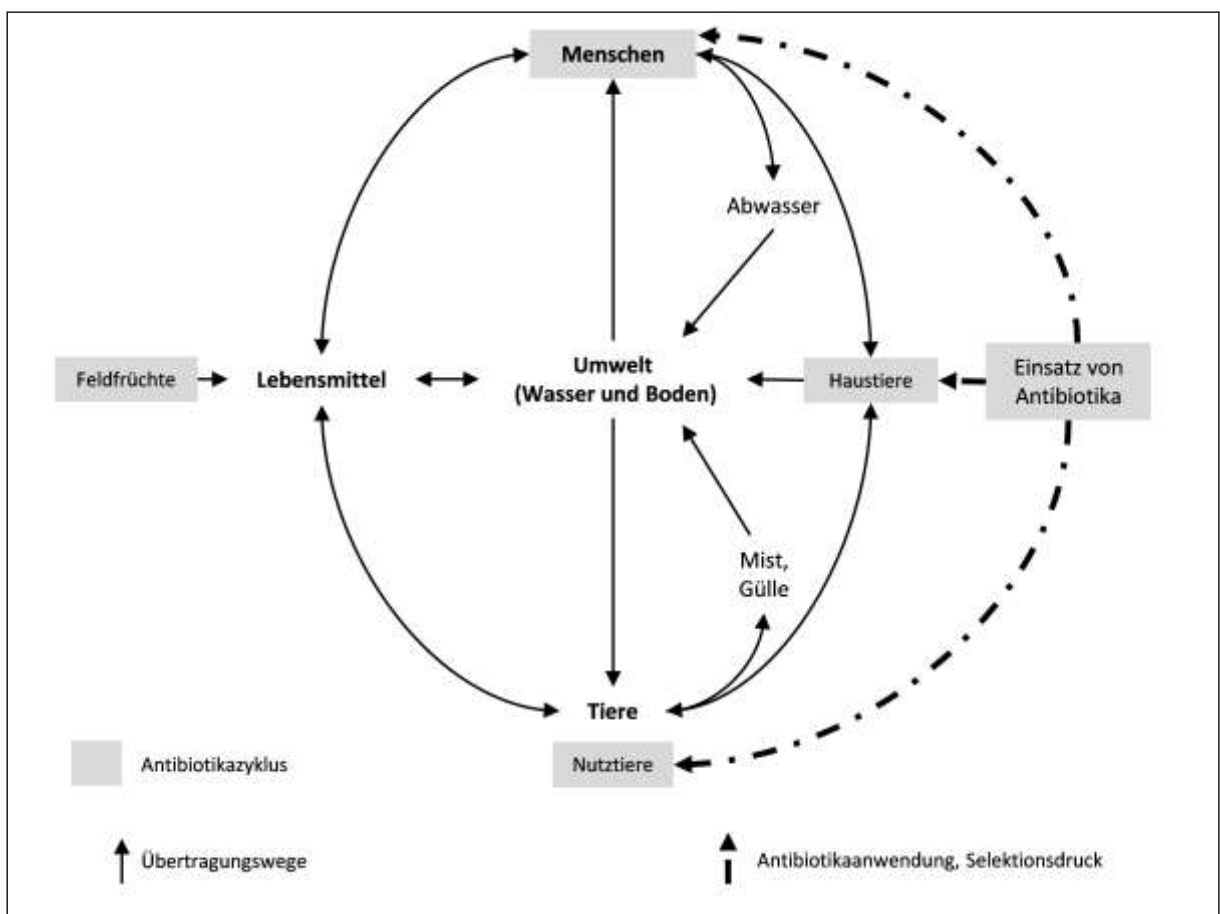 Menschen
Abwasser
Feldfrüchte
Lebensmittel
Umwelt
(Wasser und Boden)
Haustiere
Einsatz von
Antibiotika
Mist,
Gülle
Tiere
Nutztiere
Antibiotikazyklus
Übertragungswege
Antibiotikaanwendung, Selektionsdruck